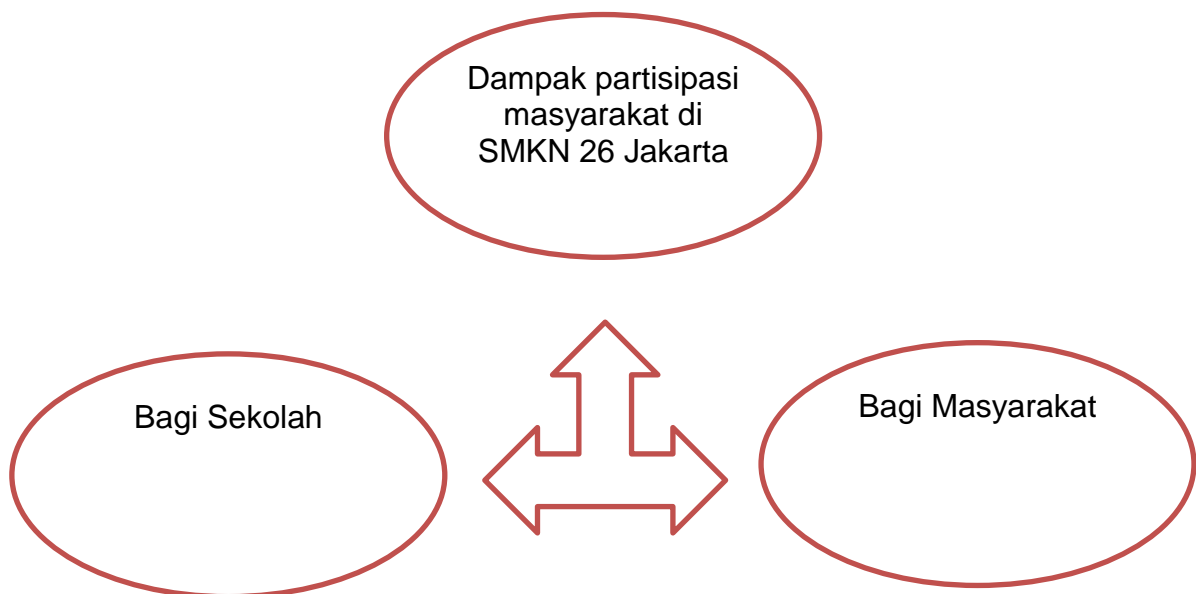 Dampak partisipasi
masyarakat di
SMKN 26 Jakarta
Bagi Sekolah
Bagi Masyarakat